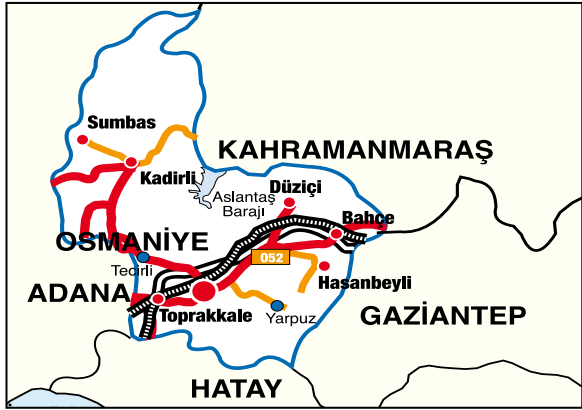 Sumbas
KAHRAMANMARAŞ
Kadirli
Aslantaş
Barajı
Düziçi
Bahçe
OSMANİYE
Tecirli
052
Hasanbeyli
ADANA
Toprakkale
Yarpuz
GAZİANTEP
HATAY